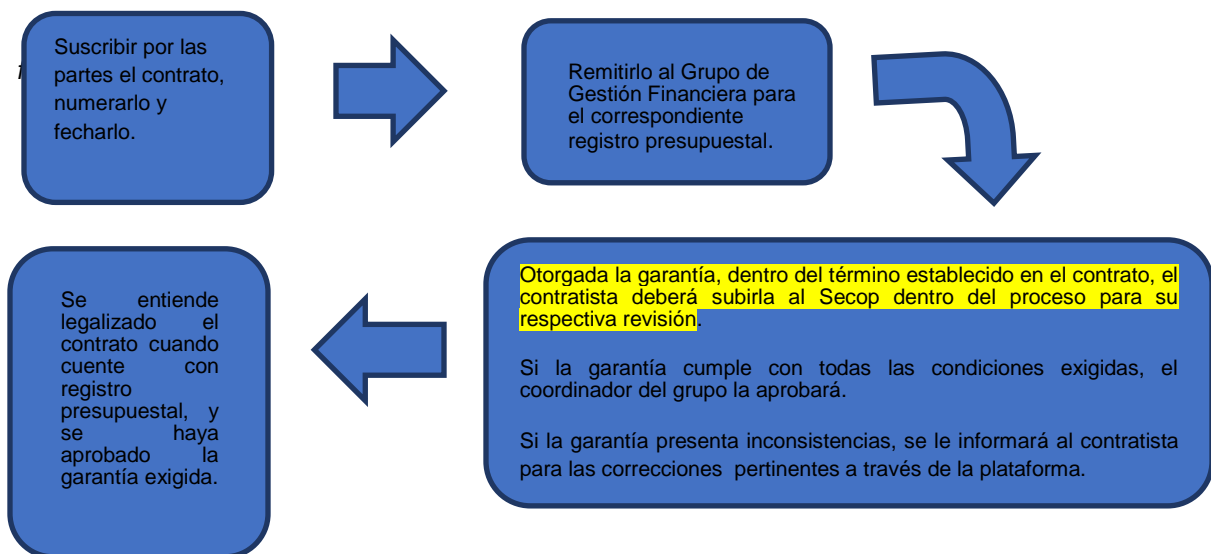 Suscribir por las
partes el contrato,
numerarlo y
fecharlo.
Remitirlo al Grupo de
Gestión Financiera para
el correspondiente
registro presupuestal.
Otorgada la garantía, dentro del término establecido en el contrato, el
contratista deberá subirla al Secop dentro del proceso para su
respectiva revisión.
Si la garantía cumple con todas las condiciones exigidas, el
coordinador del grupo la aprobará.
Si la garantía presenta inconsistencias, se le informará al contratista
para las correcciones pertinentes a través de la plataforma.
Se entiende
legalizado el
contrato cuando
cuente con
registro
presupuestal, y
se haya
aprobado la
garantía exigida.